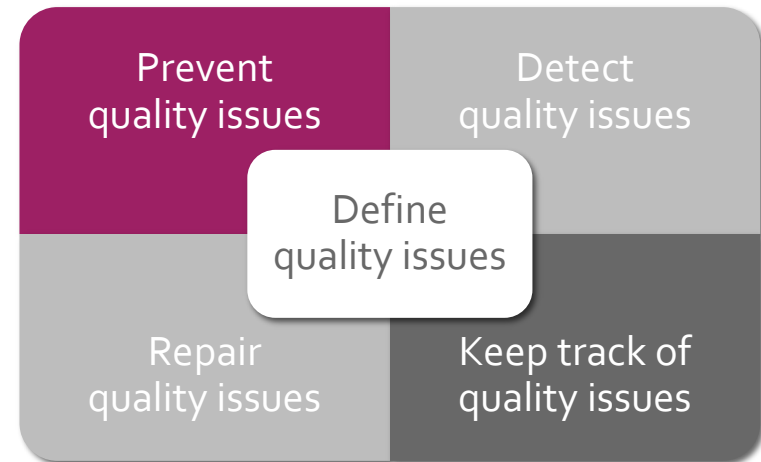 Prevent
quality issues
Detect
quality issues
Define
quality issues
Repair
quality issues
Keep track of
quality issues